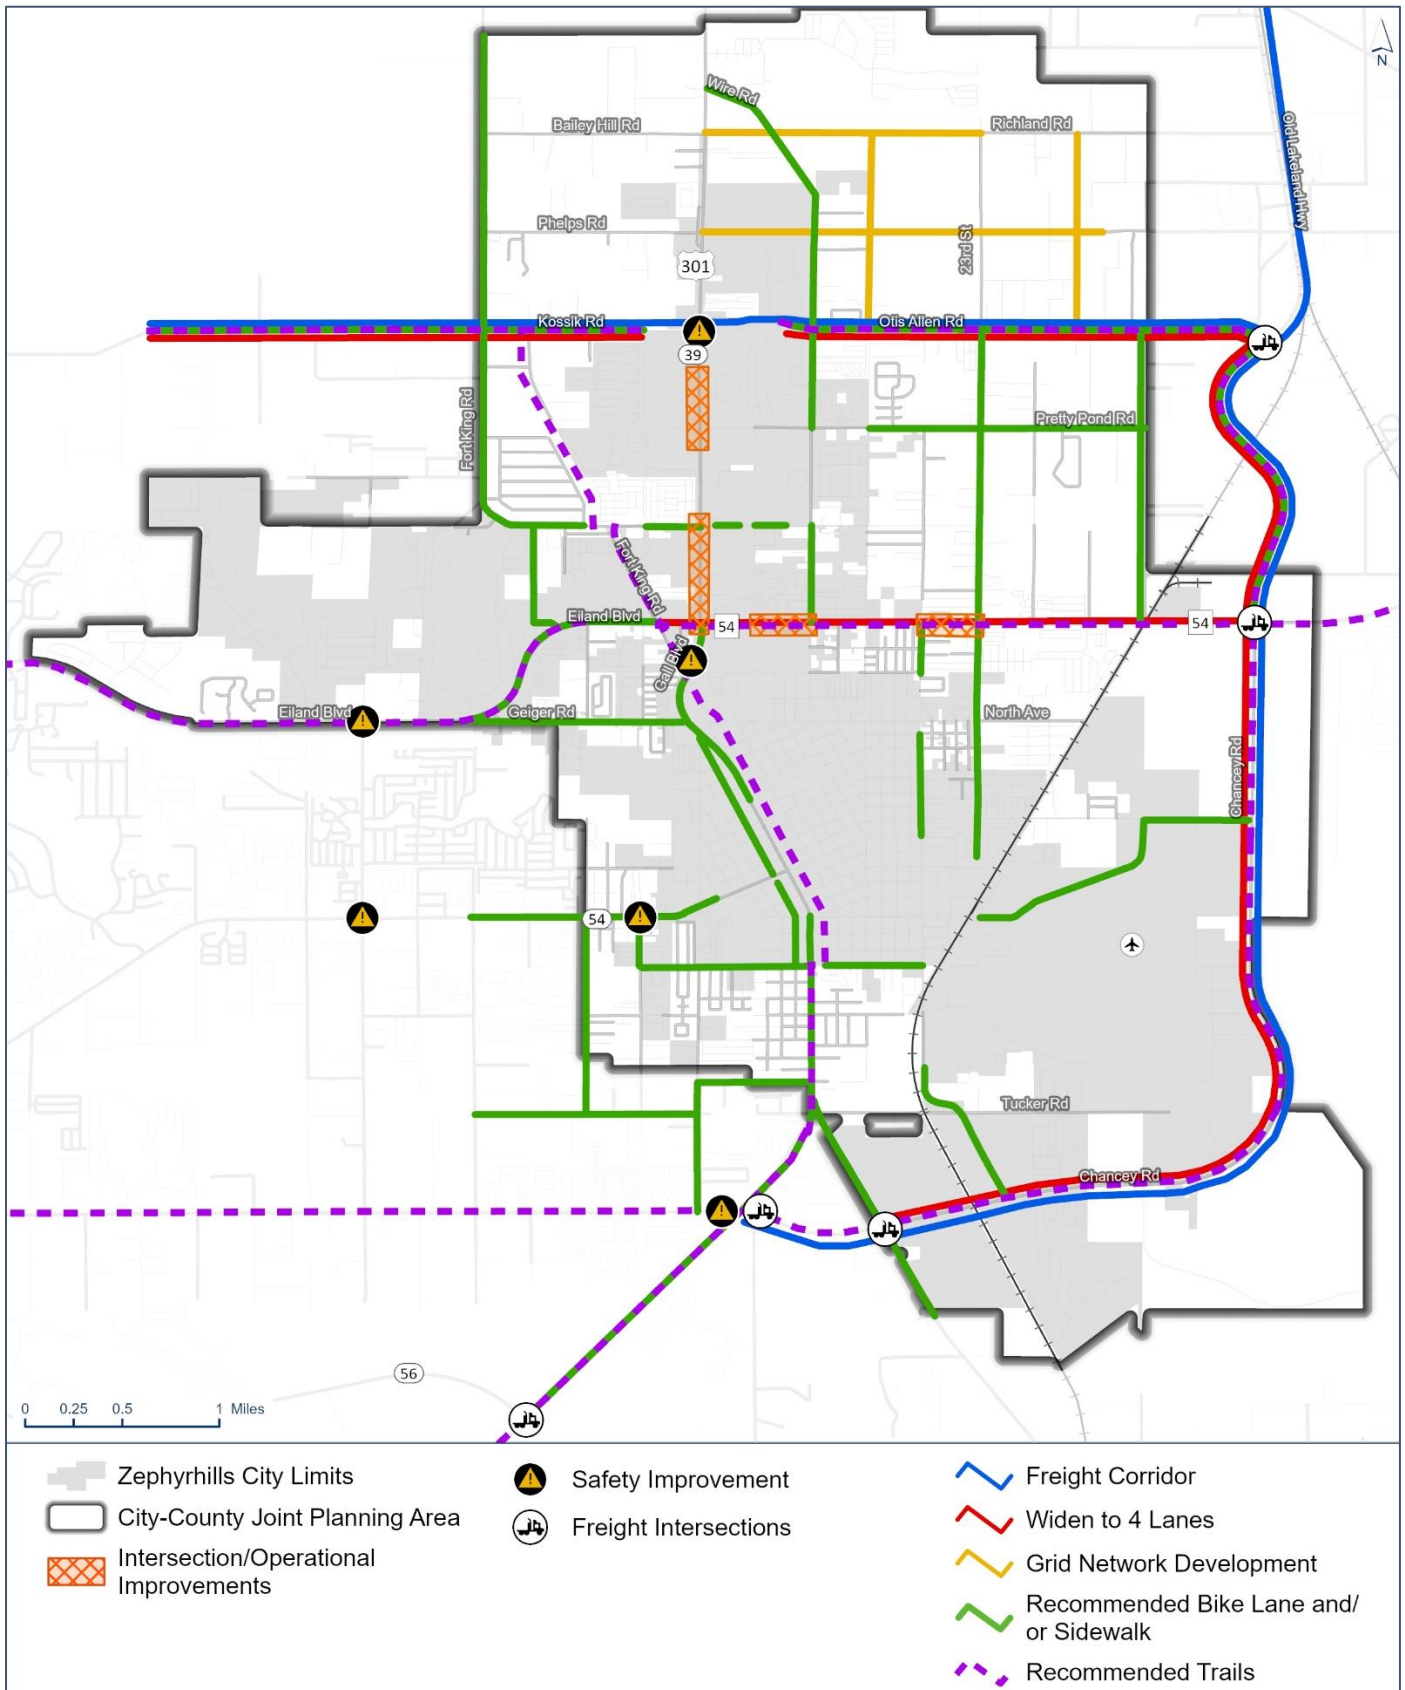 N
Wire Rd
Bailey Hill Rd
Richland Rd
Old Lakeland Hwy
Phelps Rd
23rd St
301
Kossik Rd
Otis Allen Rd
39
Fort King Rd
Pretty Pond Rd
Fort King Rd
Eiland Blvd
54
54
Gall Blvd
Eiland Blvd
Geiger Rd
North Ave
Chancey Rd
54
Tucker Rd
Chancey Rd
56
0 0.25 0.5 1 Miles
Zephyrhills City Limits
City-County Joint Planning Area
Intersection/Operational
Improvements
Safety Improvement
Freight Intersections
Freight Corridor
Widen to 4 Lanes
Grid Network Development
Recommended Bike Lane and/
or Sidewalk
Recommended Trails